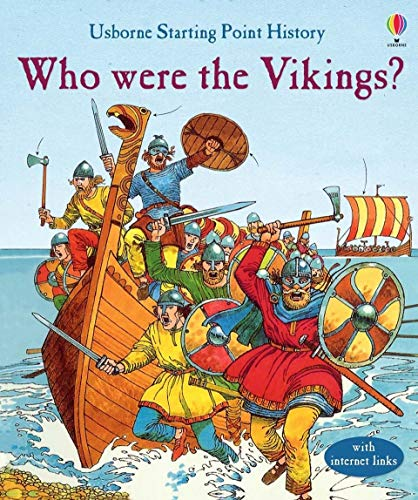 Usborne Starting Point History
USBORNE
Who were the Vikings?
with
internet links